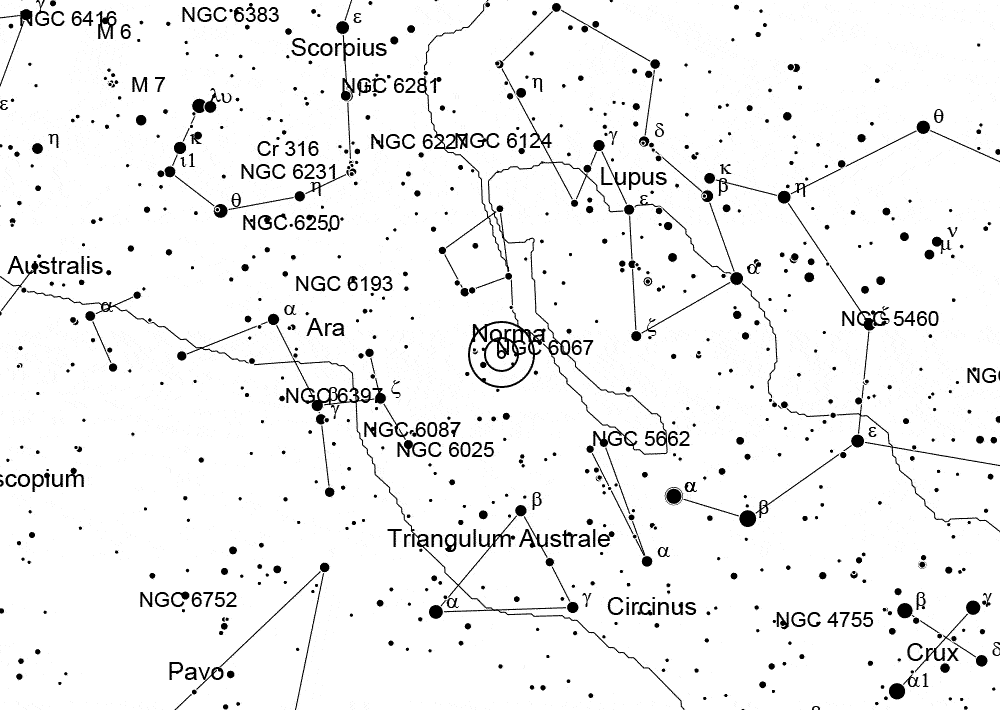 γ
NGC 6416
M 6
NGC 6383
ε
Scorpius
M 7
NGC 6281
η
λυ
ε
η
κ
ι1
Cr 316
NGC 6231
η
NGC 6124
γ
δ
θ
Lupus
κ
β
η
θ
NGC 6250
ε
ν
μ
Australis
NGC 6193
α
α
α
Ara
Norma
NGC 6067
ζ
NGC 5460
ζ
NGC 6397
β
γ
NGC 6087
NGC 6025
NGC 5662
ε
scopium
α
β
β
Triangulum Australe
α
NGC 6752
α
γ
Circinus
NGC 4755
β
γ
μ
Crux
δ
Pavo
α1